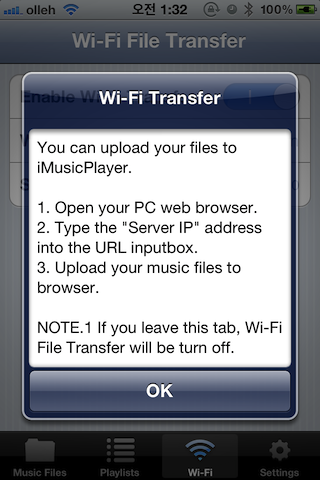 olleh 오전 1:32 100%
Wi-Fi File Transfer
Enable Wi-Fi
Wi-Fi Transfer
You can upload your files to
iMusicPlayer.
1. Open your PC web browser.
2. Type the "Server IP" address
into the URL inputbox.
3. Upload your music files to
browser.
NOTE.1 If you leave this tab, Wi-Fi
File Transfer will be turn off.
OK
Music Files Playlists Wi-Fi Settings